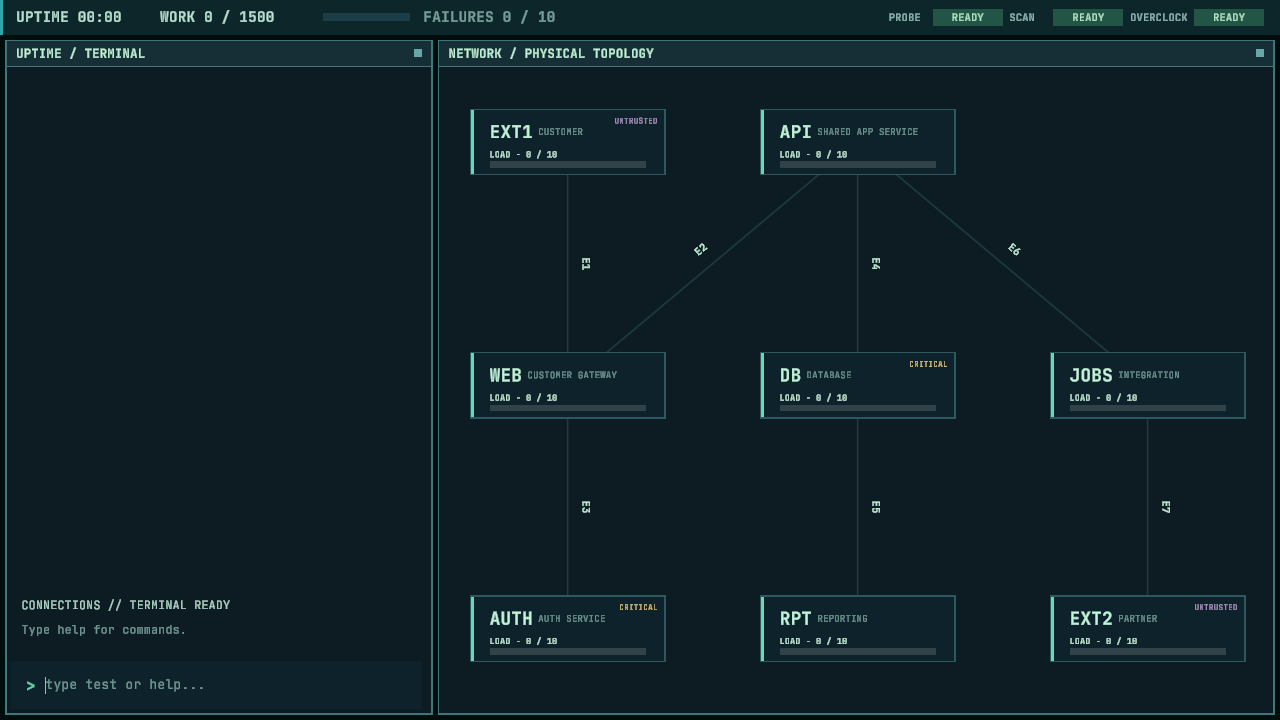 UPTIME 00:00 WORK 0 / 1500 FAILURES 0 / 10 PROBE READY SCAN READY OVERCLOCK READY
UPTIME / TERMINAL
NETWORK / PHYSICAL TOPOLOGY
UNTRUSTED
EXT1 CUSTOMER
LOAD - 0 / 10
API SHARED APP SERVICE
LOAD - 0 / 10
E1
E2
E4
E6
WEB CUSTOMER GATEWAY
LOAD - 0 / 10
CRITICAL
DB DATABASE
LOAD - 0 / 10
JOBS INTEGRATION
LOAD - 0 / 10
E3
E5
E7
CRITICAL
AUTH AUTH SERVICE
LOAD - 0 / 10
RPT REPORTING
LOAD - 0 / 10
UNTRUSTED
EXT2 PARTNER
LOAD - 0 / 10
CONNECTIONS // TERMINAL READY
Type help for commands.
> type test or help...